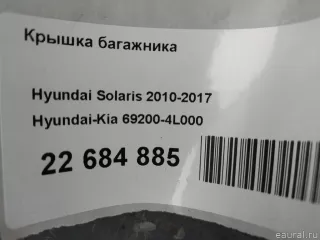 Крышка багажника
Hyundai Solaris 2010-2017
Hyundai-Kia 69200-4L000
22 684 885
eaural.ru